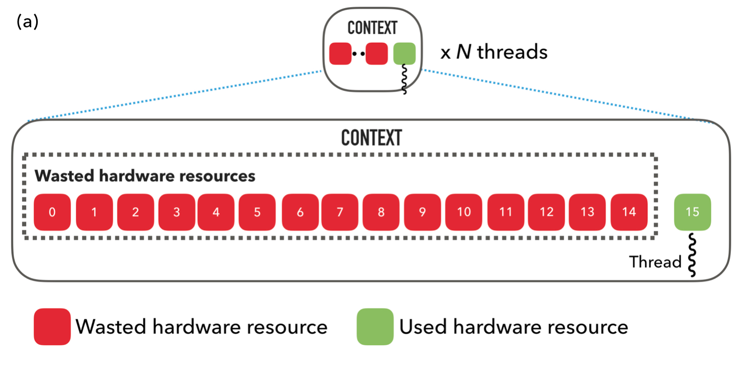 (a)
CONTEXT
x N threads
CONTEXT
Wasted hardware resources
0 1 2 3 4 5 6 7 8 9 10 11 12 13 14 15
Thread
Wasted hardware resource Used hardware resource